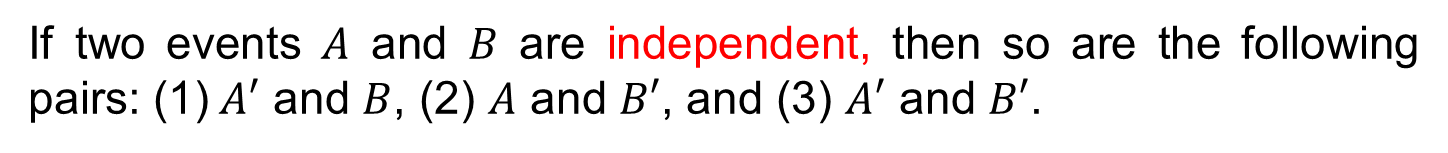 If two events A and B are independent, then so are the following
pairs: (1) A′ and B, (2) A and B′, and (3) A′ and B′.